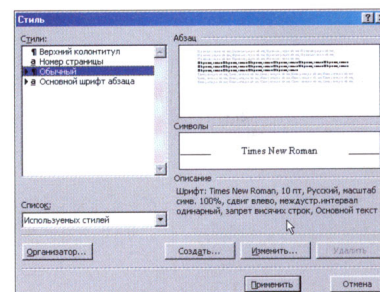 Стиль
Стили:
¶ Верхний колонтитул
a Номер страницы
¶ Обычный
a Основной шрифт абзаца
Список:
Используемых стилей
Абзац
Символы
Times New Roman
Описание
Шрифт: Times New Roman, 10 пт, Русский, масштаб
симв. 100%, сдвиг влево, междустр.интервал
одинарный, запрет висячих строк, Основной текст
Организатор...
Создать...
Изменить...
Удалить...
Применить
Отмена